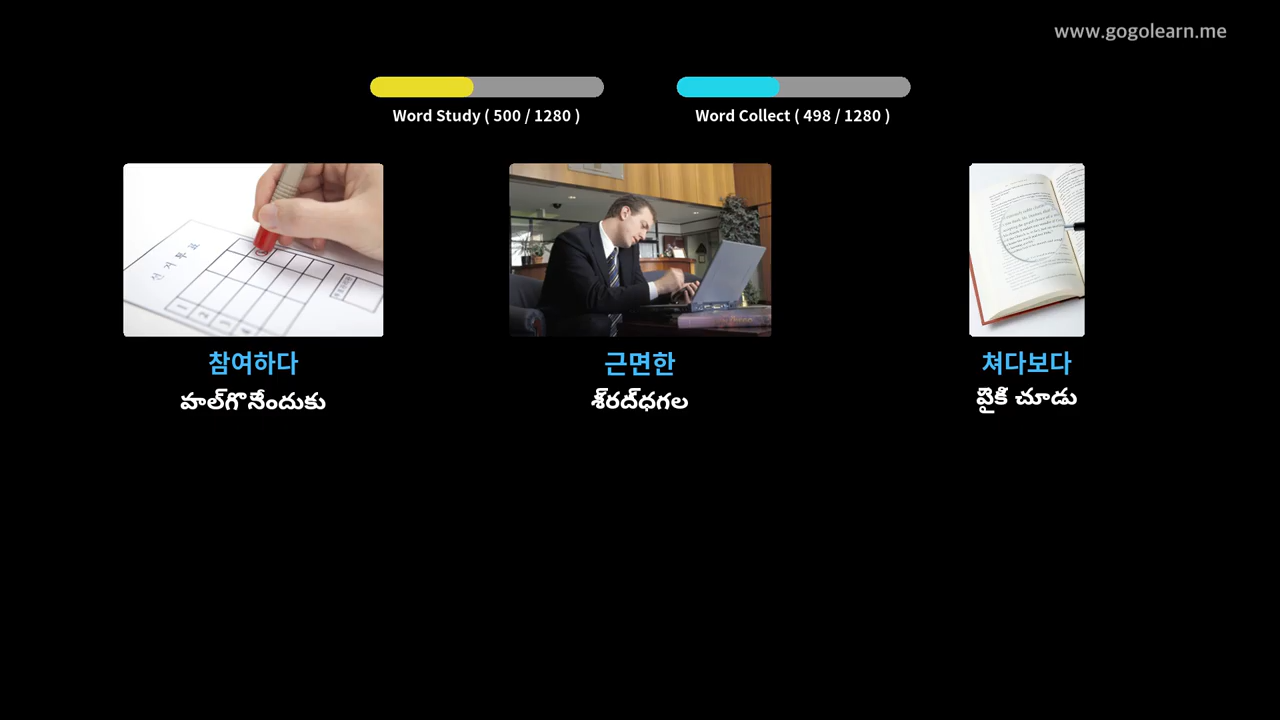 www.gogolearn.me
Word Study ( 500 / 1280 )
Word Collect ( 498 / 1280 )
참여하다
근면한
쳐다보다
పాల్‌గొనేందుకు
శ్‌రద్‌ధగల
పైకి చూడు